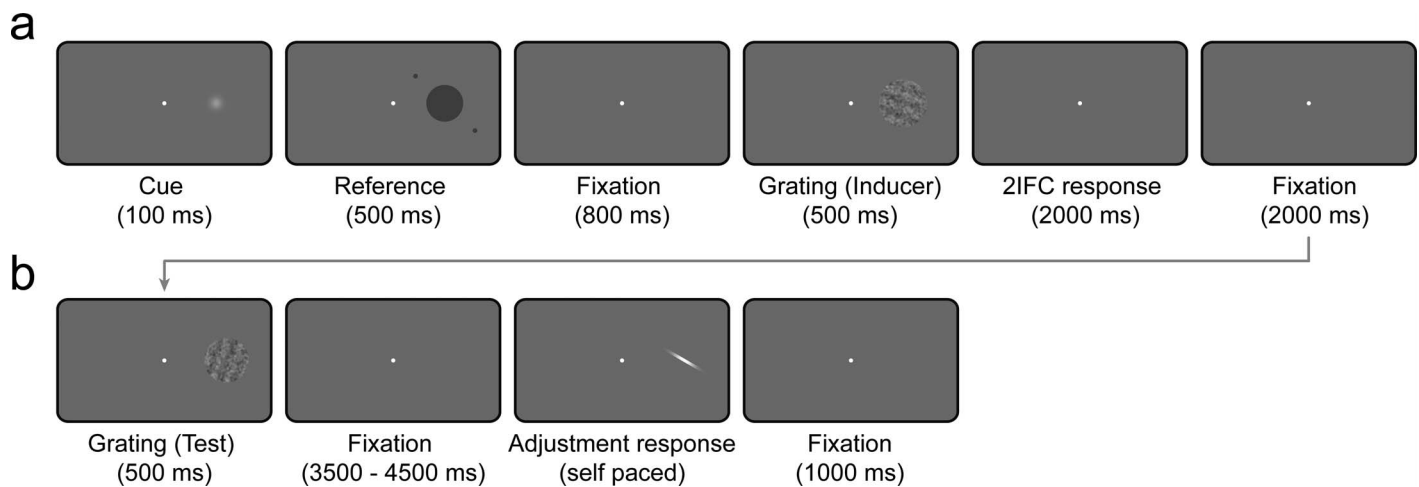 a
Cue
(100 ms)
Reference
(500 ms)
Fixation
(800 ms)
Grating (Inducer)
(500 ms)
2IFC response
(2000 ms)
Fixation
(2000 ms)
b
Grating (Test)
(500 ms)
Fixation
(3500 - 4500 ms)
Adjustment response
(self paced)
Fixation
(1000 ms)